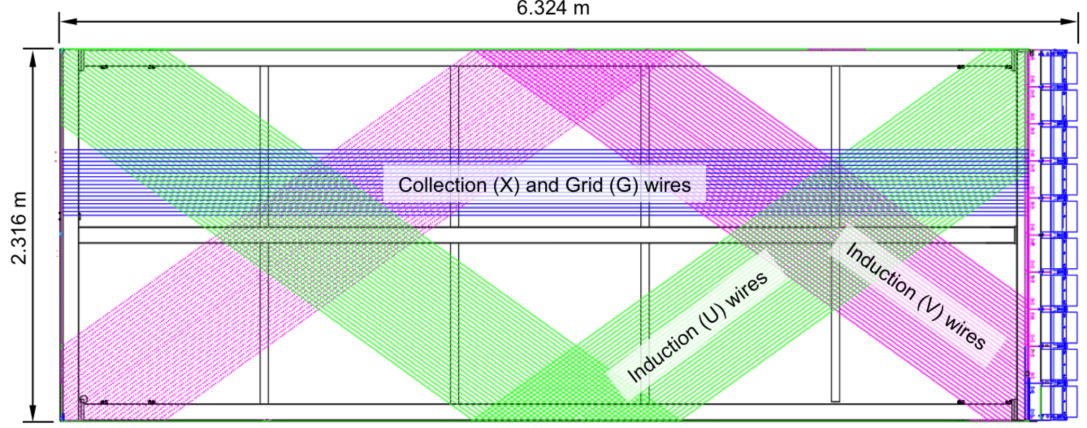 6.324 m
2.316 m
Collection (X) and Grid (G) wires
Induction (U) wires
Induction (V) wires